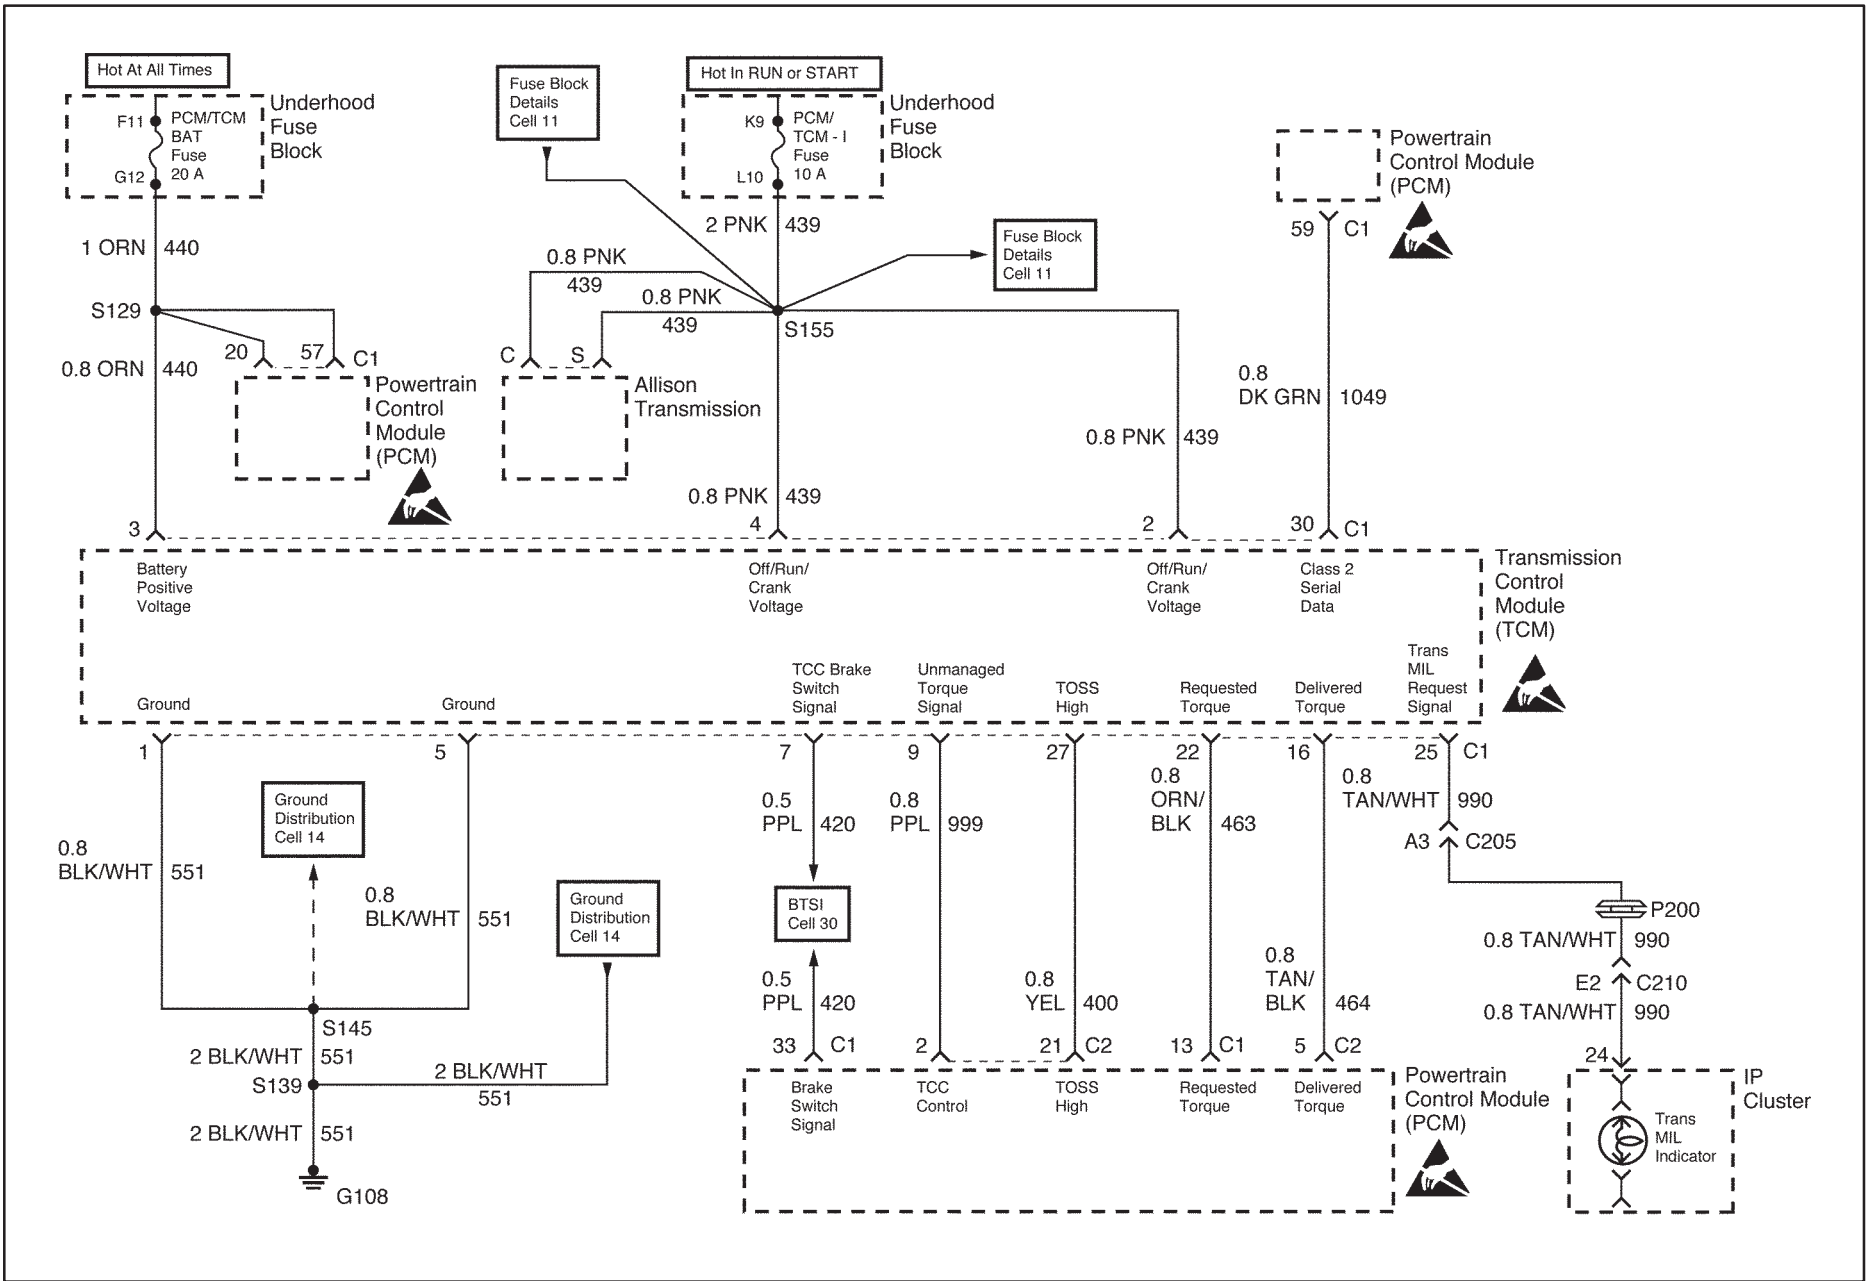 Hot At All Times
Underhood
Fuse
Block
F11
PCM/TCM
BAT
Fuse
20 A
G12
1 ORN 440
S129
0.8 ORN 440
20 57 C1
Powertrain
Control
Module
(PCM)
3
Fuse Block
Details
Cell 11
Hot In RUN or START
Underhood
Fuse
Block
K9
PCM/
TCM - I
Fuse
10 A
L10
2 PNK 439
Fuse Block
Details
Cell 11
0.8 PNK
439
0.8 PNK
439
S155
C S
Allison
Transmission
0.8 PNK 439
4
0.8 PNK 439
2
Powertrain
Control Module
(PCM)
59 C1
0.8
DK GRN 1049
30 C1
Transmission
Control
Module
(TCM)
Battery
Positive
Voltage
Off/Run/
Crank
Voltage
Off/Run/
Crank
Voltage
Class 2
Serial
Data
Ground
Ground
TCC Brake
Switch
Signal
Unmanaged
Torque
Signal
TOSS
High
Requested
Torque
Delivered
Torque
Trans
MIL
Request
Signal
1 5 7 9 27 22 16 25 C1
Ground
Distribution
Cell 14
0.8
BLK/WHT 551
0.8
BLK/WHT 551
Ground
Distribution
Cell 14
S145
2 BLK/WHT 551
S139
2 BLK/WHT
551
2 BLK/WHT 551
G108
0.5
PPL 420
BTSI
Cell 30
0.5
PPL 420
33 C1
0.8
PPL 999
2
0.8
YEL 400
21 C2
0.8
ORN/
BLK 463
13 C1
0.8
TAN/
BLK 464
5 C2
0.8
TAN/WHT 990
A3 C205
P200
0.8 TAN/WHT 990
E2 C210
0.8 TAN/WHT 990
24
Brake
Switch
Signal
TCC
Control
TOSS
High
Requested
Torque
Delivered
Torque
Powertrain
Control Module
(PCM)
IP
Cluster
Trans
MIL
Indicator